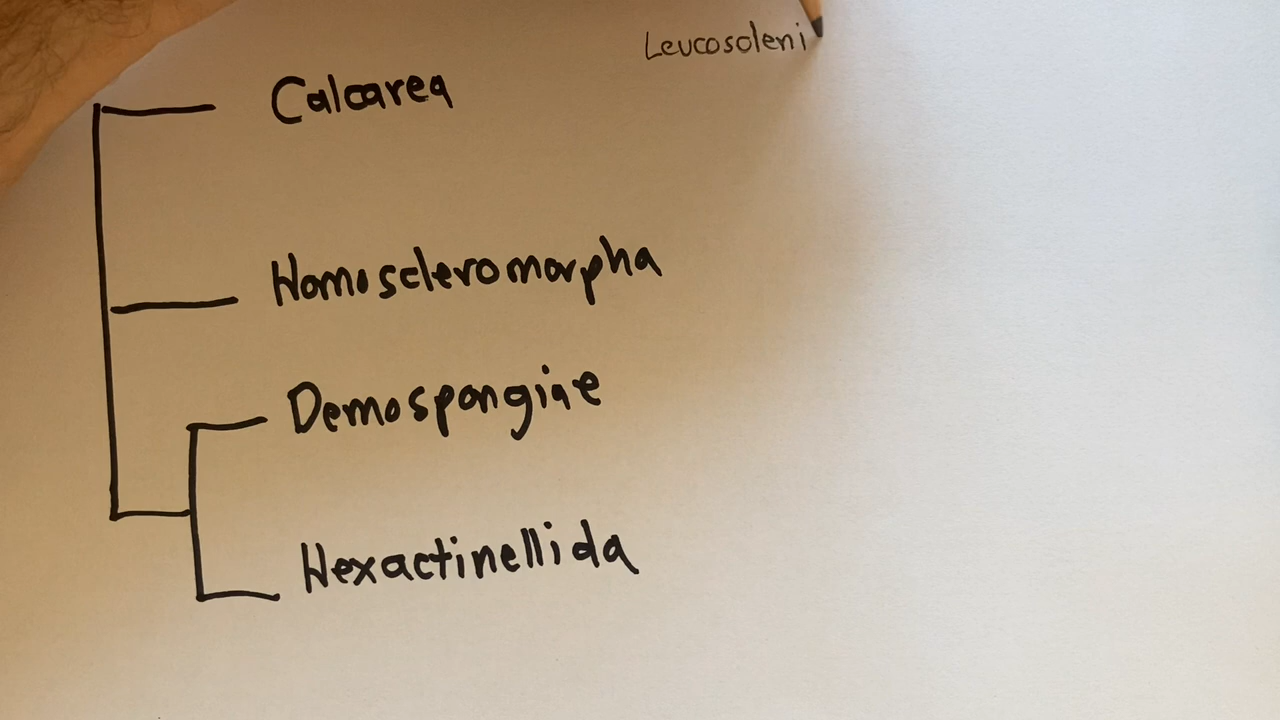 Leucosoleni
Calcarea
Homoscleromorpha
Demospongiae
Hexactinellida